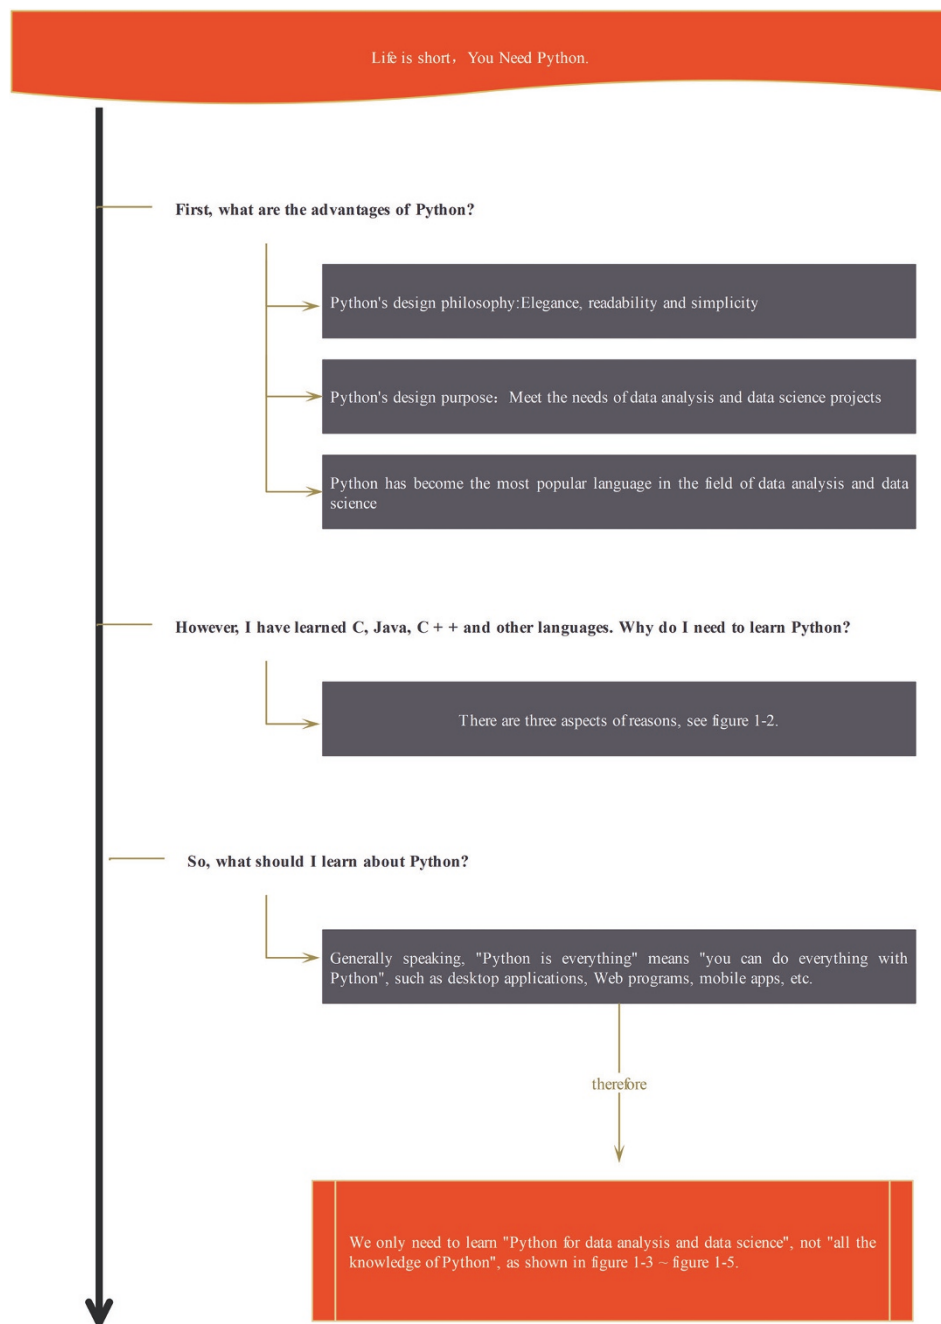 Life is short，You Need Python.
First, what are the advantages of Python?
Python's design philosophy:Elegance, readability and simplicity
Python's design purpose：Meet the needs of data analysis and data science projects
Python has become the most popular language in the field of data analysis and data
science
However, I have learned C, Java, C + + and other languages. Why do I need to learn Python?
There are three aspects of reasons, see figure 1-2.
So, what should I learn about Python?
Generally speaking, "Python is everything" means "you can do everything with
Python", such as desktop applications, Web programs, mobile apps, etc.
therefore
We only need to learn "Python for data analysis and data science", not "all the
knowledge of Python", as shown in figure 1-3 ~ figure 1-5.